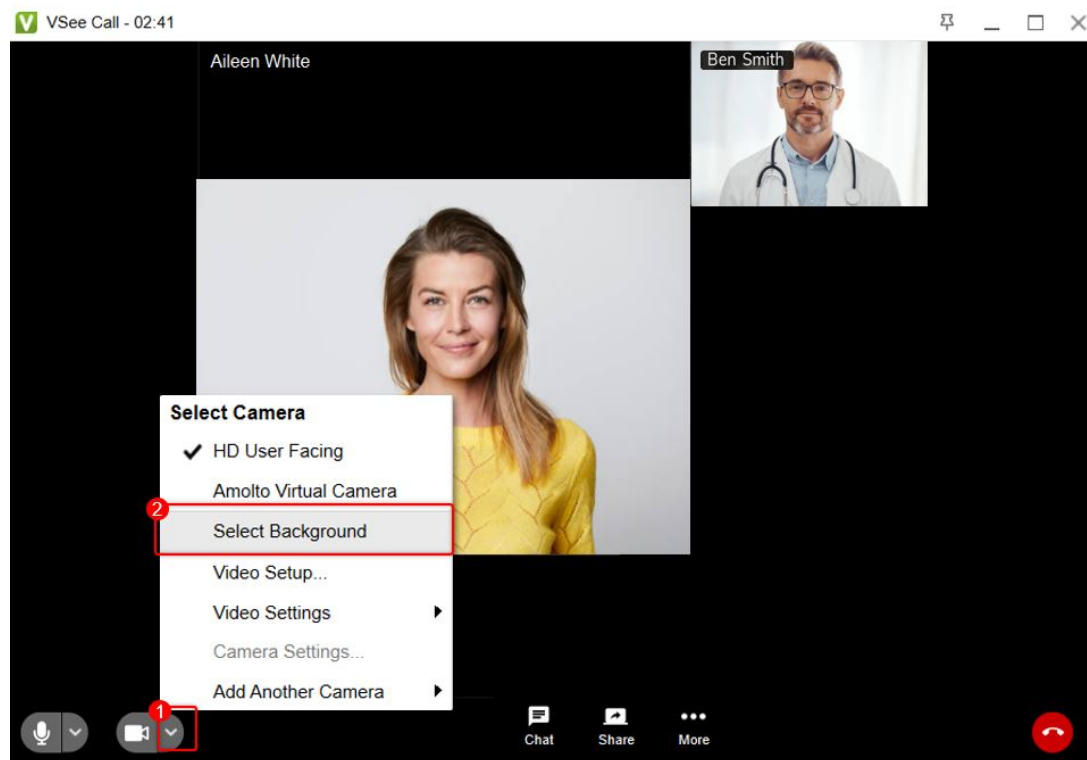 VSee Call - 02:41
Aileen White
Ben Smith
Select Camera
HD User Facing
Amolto Virtual Camera
2
Select Background
Video Setup...
Video Settings
Camera Settings...
Add Another Camera
1
Chat
Share
More